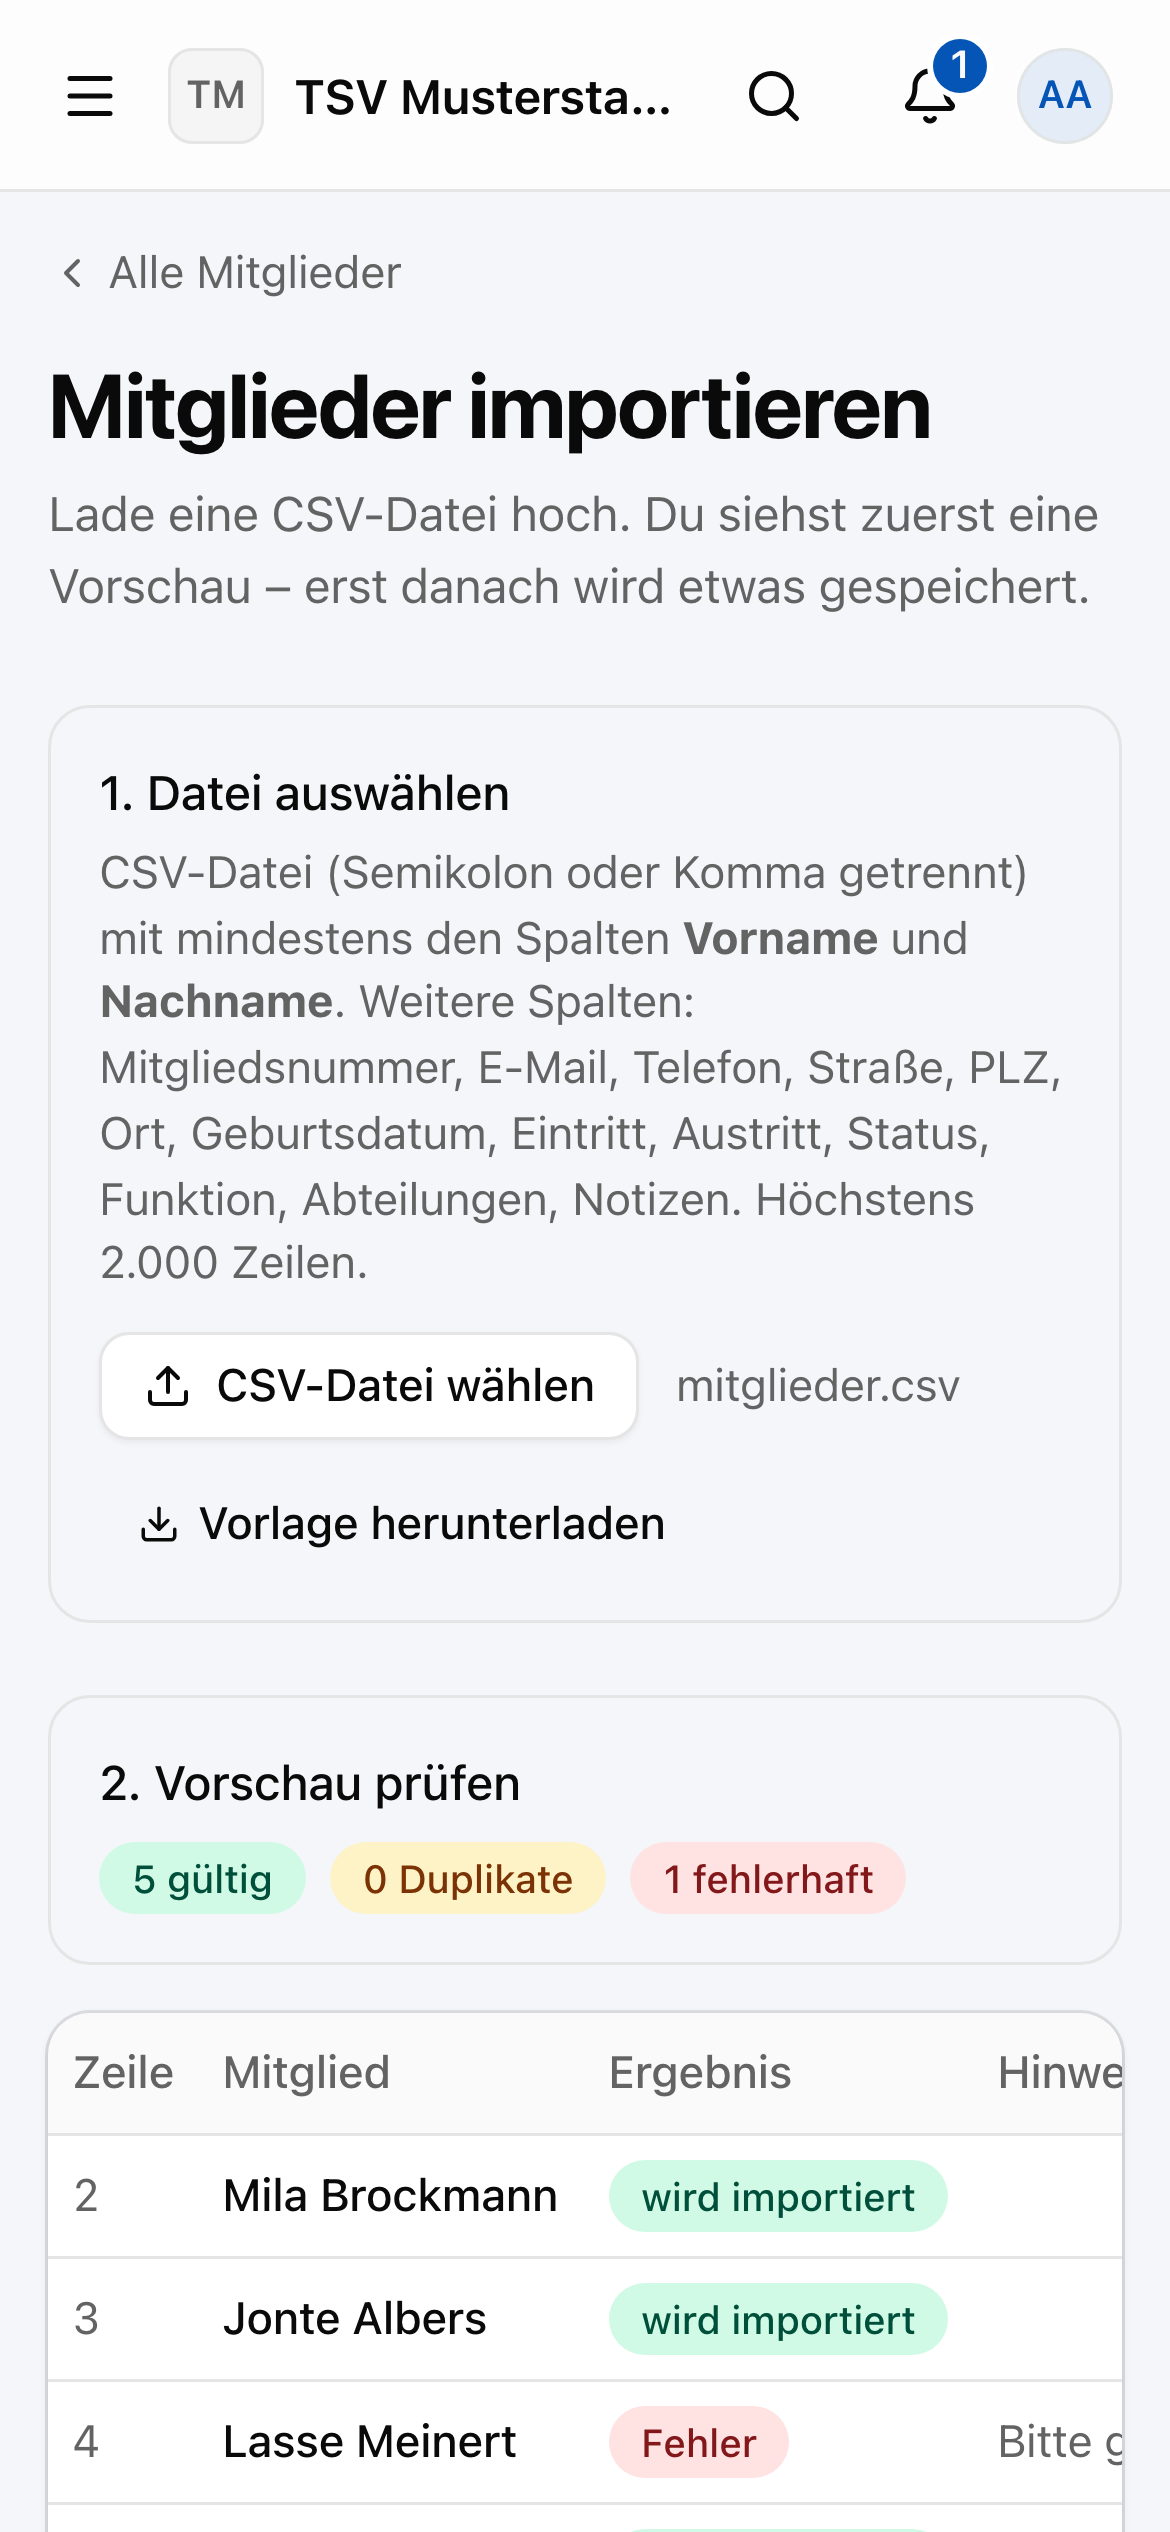 TM TSV Mustersta... 1 AA
Alle Mitglieder
Mitglieder importieren
Lade eine CSV-Datei hoch. Du siehst zuerst eine
Vorschau – erst danach wird etwas gespeichert.
1. Datei auswählen
CSV-Datei (Semikolon oder Komma getrennt)
mit mindestens den Spalten Vorname und
Nachname. Weitere Spalten:
Mitgliedsnummer, E-Mail, Telefon, Straße, PLZ,
Ort, Geburtsdatum, Eintritt, Austritt, Status,
Funktion, Abteilungen, Notizen. Höchstens
2.000 Zeilen.
CSV-Datei wählen mitglieder.csv
Vorlage herunterladen
2. Vorschau prüfen
5 gültig 0 Duplikate 1 fehlerhaft
Zeile Mitglied Ergebnis Hinwe
2 Mila Brockmann wird importiert
3 Jonte Albers wird importiert
4 Lasse Meinert Fehler Bitte g